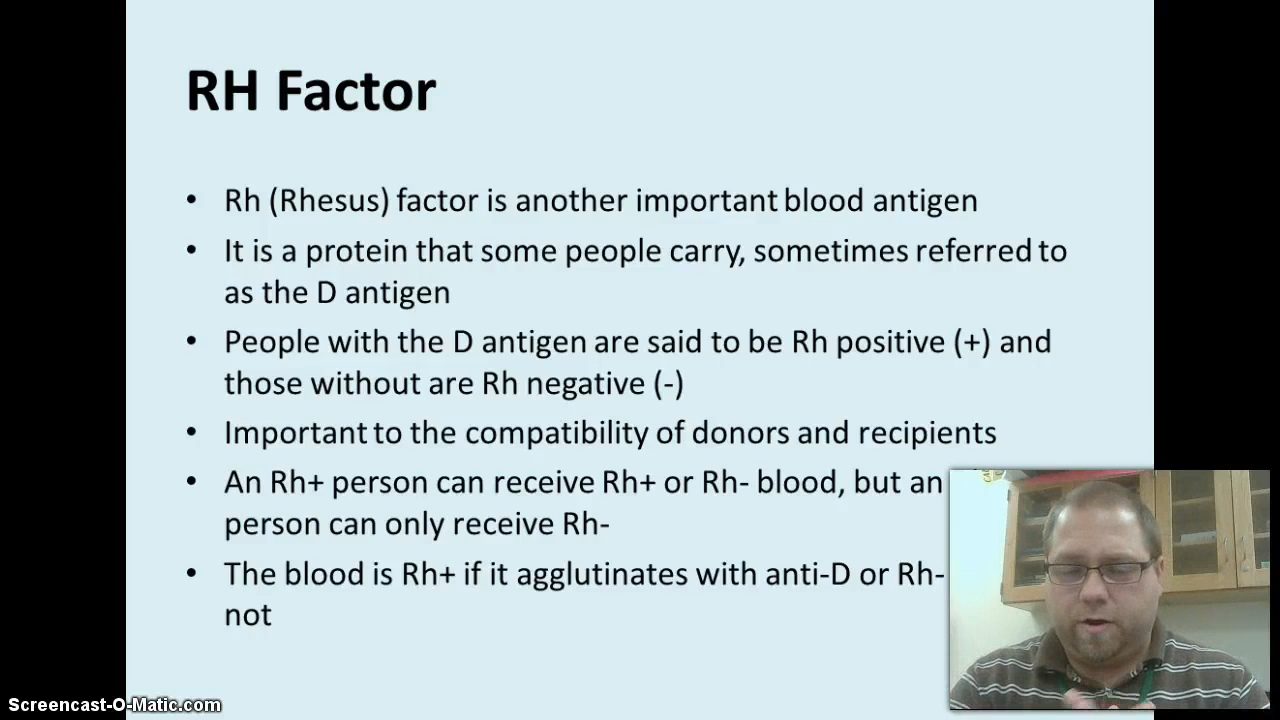 RH Factor
• Rh (Rhesus) factor is another important blood antigen
• It is a protein that some people carry, sometimes referred to
as the D antigen
• People with the D antigen are said to be Rh positive (+) and
those without are Rh negative (-)
• Important to the compatibility of donors and recipients
• An Rh+ person can receive Rh+ or Rh- blood, but an
person can only receive Rh-
• The blood is Rh+ if it agglutinates with anti-D or Rh-
not
Screencast-O-Matic.com